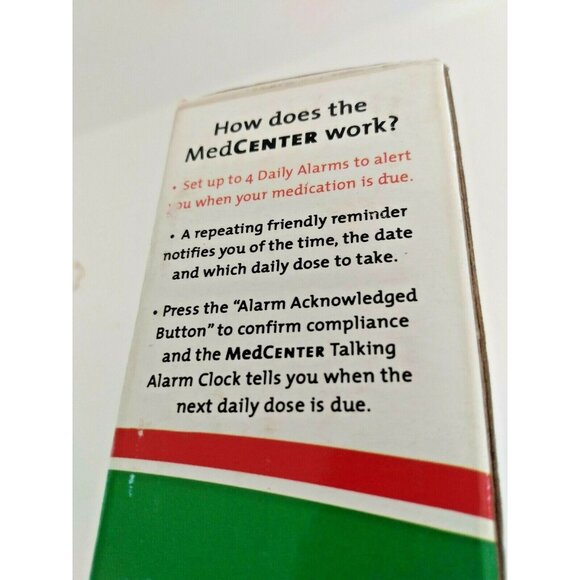 How does the
MedCENTER work?
• Set up to 4 Daily Alarms to alert
you when your medication is due.
• A repeating friendly reminder
notifies you of the time, the date
and which daily dose to take.
• Press the “Alarm Acknowledged
Button” to confirm compliance
and the MedCENTER Talking
Alarm Clock tells you when the
next daily dose is due.